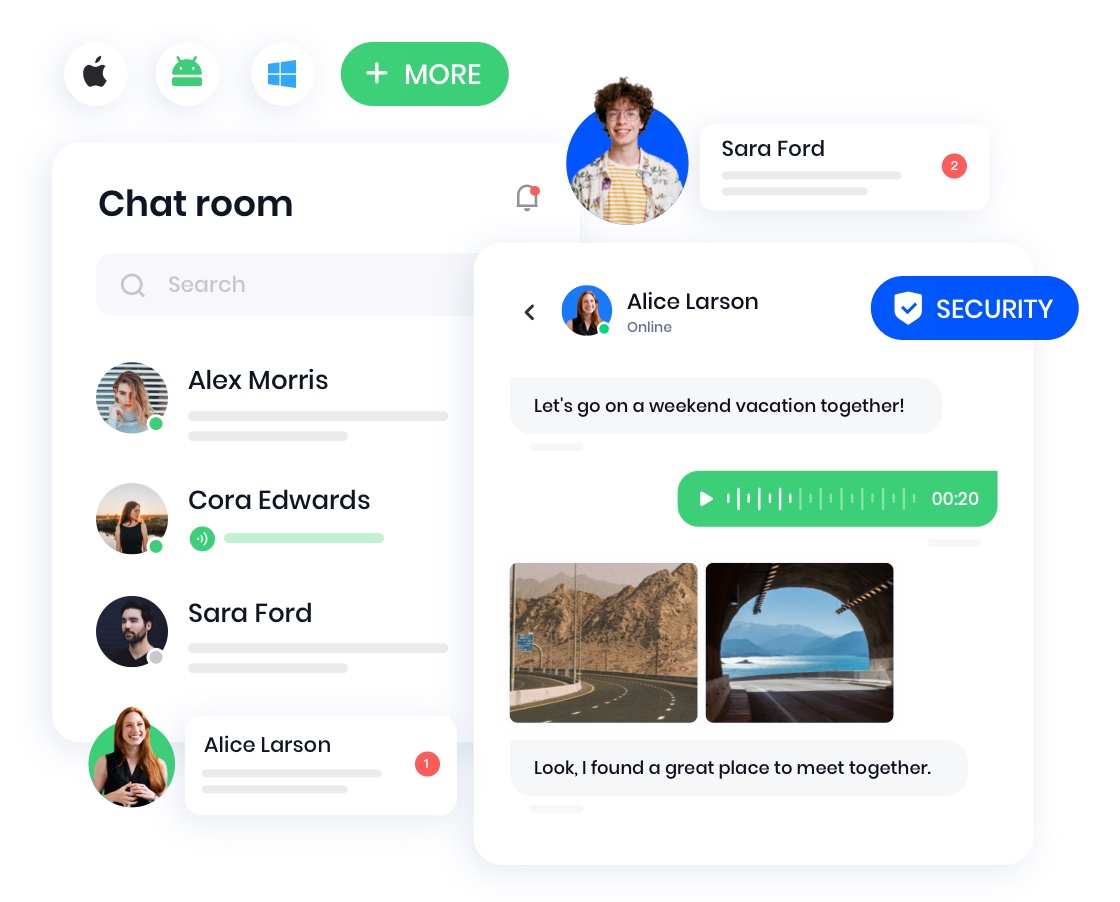 MORE
Sara Ford
2
Chat room
Search
Alice Larson
Online
SECURITY
Alex Morris
Let's go on a weekend vacation together!
Cora Edwards
00:20
Sara Ford
Alice Larson
1
Look, I found a great place to meet together.